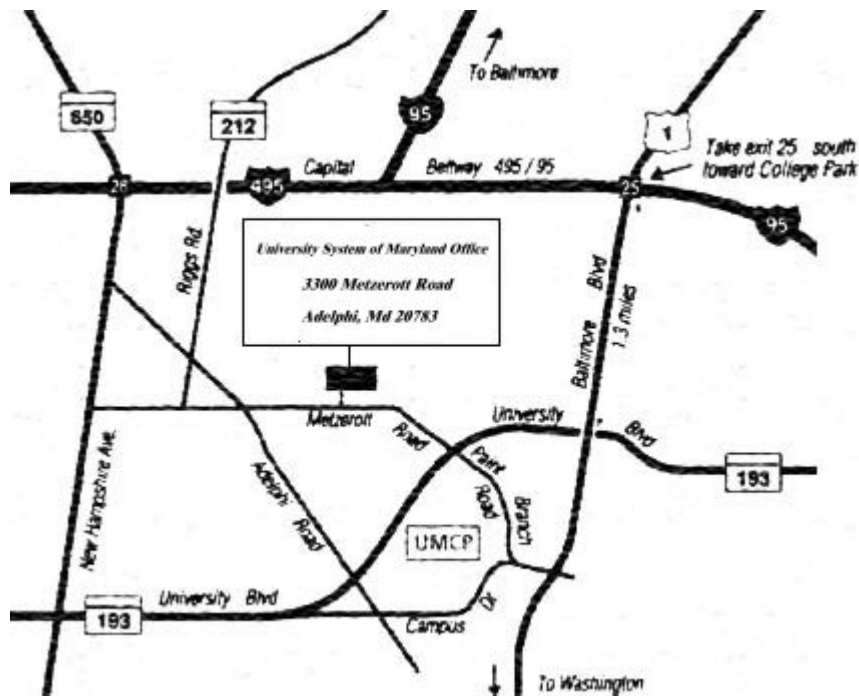 To Baltimore
650
212
95
1
Take exit 25 south
toward College Park
28
495
Capital Beltway 495 / 95
25
95
Riggs Rd.
University System of Maryland Office
3300 Metzerott Road
Adelphi, Md 20783
Baltimore Blvd
1.3 miles
Metzerott Road
University Blvd
193
New Hampshire Ave.
Adelphi Road
Paint Branch
Road
UMCP
193
University Blvd
Campus Dr
To Washington